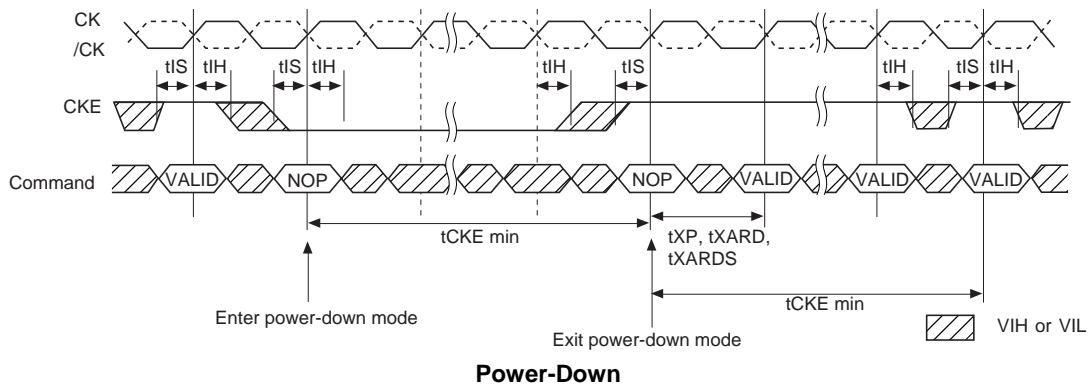 CK
/CK
tIS tIH tIS tIH tIH tIS tIH tIS tIH
CKE
Command VALID NOP NOP VALID VALID VALID
tCKE min
tXP, tXARD,
tXARDS
tCKE min
Enter power-down mode
Exit power-down mode
VIH or VIL
Power-Down